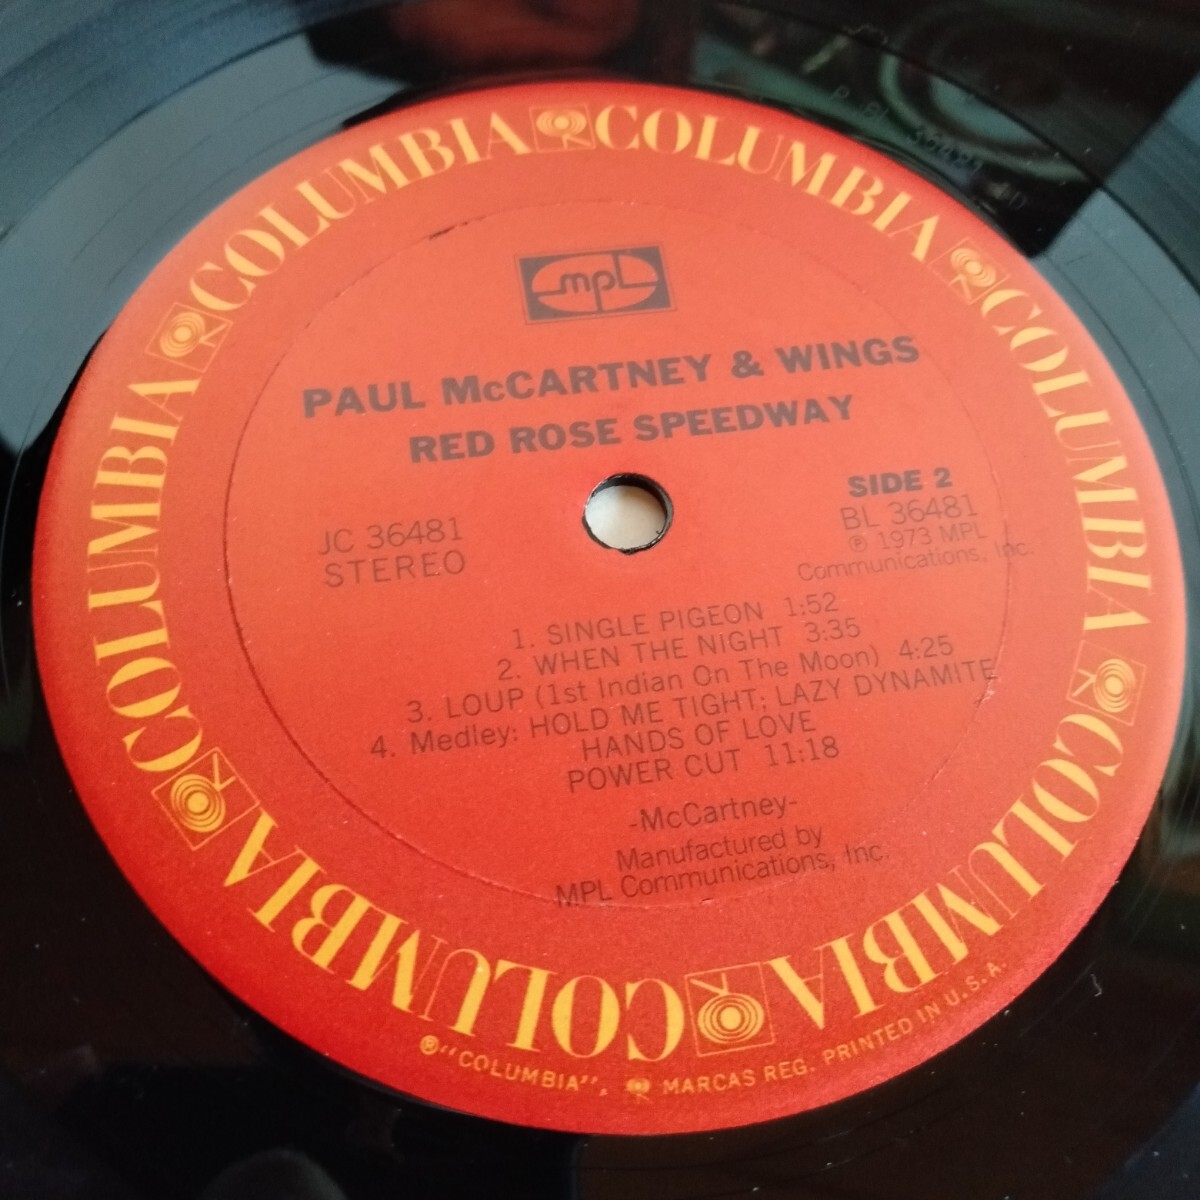 COLUMBIA COLUMBIA COLUMBIA COLUMBIA COLUMBIA COLUMBIA COLUMBIA
mpl
PAUL McCARTNEY & WINGS
RED ROSE SPEEDWAY
JC 36481
STEREO
SIDE 2
BL 36481
℗ 1973 MPL
Communications, Inc.
1. SINGLE PIGEON 1:52
2. WHEN THE NIGHT 3:35
3. LOUP (1st Indian On The Moon) 4:25
4. Medley: HOLD ME TIGHT; LAZY DYNAMITE
HANDS OF LOVE
POWER CUT 11:18
-McCartney-
Manufactured by
MPL Communications, Inc.
®"COLUMBIA", MARCAS REG. PRINTED IN U.S.A.